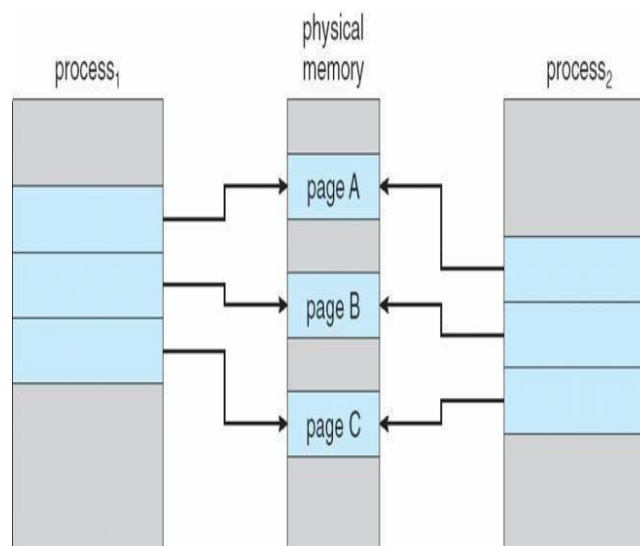 physical
memory
process₁
process₂
page A
page B
page C